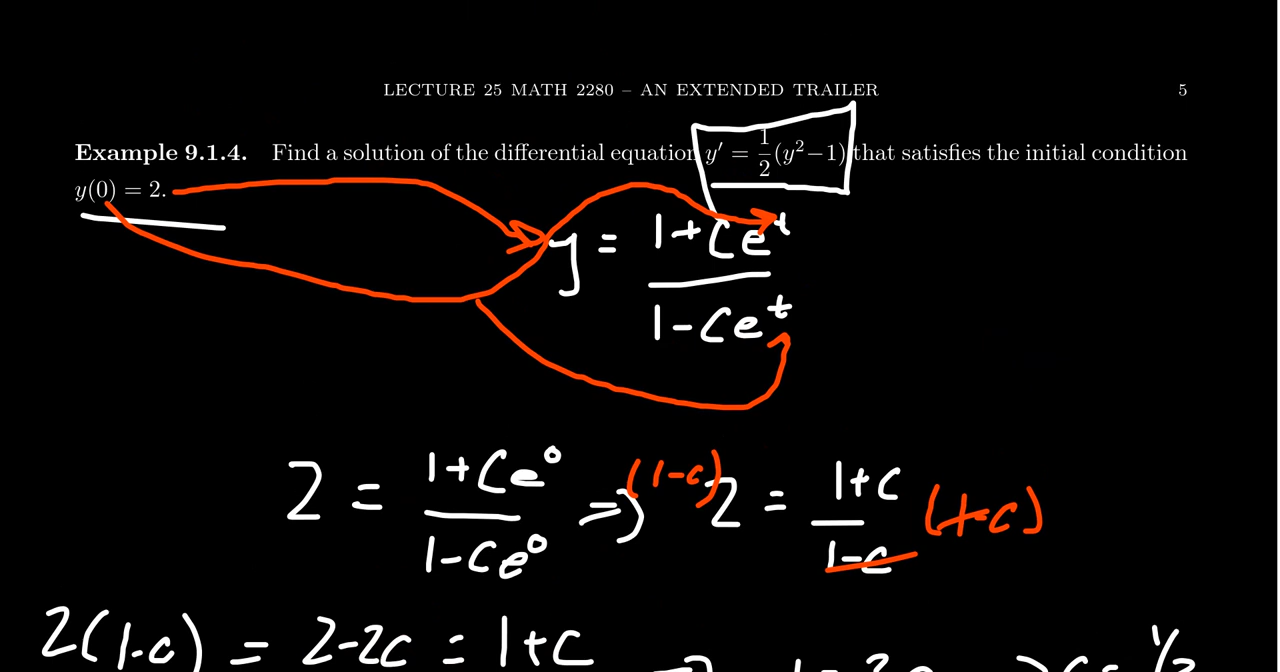 LECTURE 25 MATH 2280 – AN EXTENDED TRAILER 5
Example 9.1.4. Find a solution of the differential equation y′ = 1/2(y²−1) that satisfies the initial condition
y(0) = 2.
y = (1+Ce^t)/(1-Ce^t)
2 = (1+Ce^0)/(1-Ce^0) => (1-c) 2 = (1+c)/(1-c) (1-c)
2(1-c) = 2-2c = 1+c